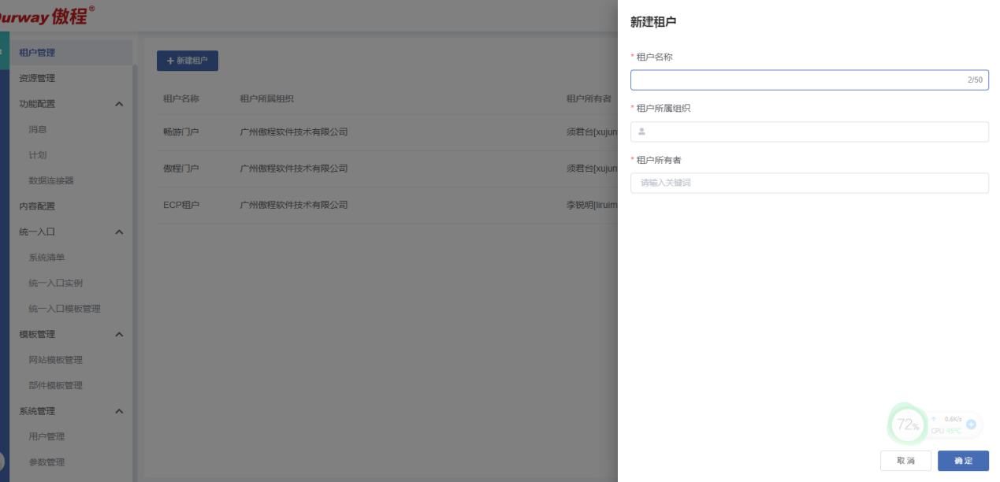 urway 傲程®
租户管理
资源管理
功能配置
消息
计划
数据连接器
内容配置
统一入口
系统清单
统一入口实例
统一入口模板管理
模板管理
网站模板管理
部件模板管理
系统管理
用户管理
参数管理
+ 新建租户
租户名称 租户所属组织 租户所有者
畅游门户 广州傲程软件技术有限公司 须君台[xujun
傲程门户 广州傲程软件技术有限公司 须君台[xujun
ECP租户 广州傲程软件技术有限公司 李锐明[liruim
新建租户
* 租户名称
2/50
* 租户所属组织
* 租户所有者
请输入关键词
72%
↑ 0.6K/s
CPU 45℃
取消 确定